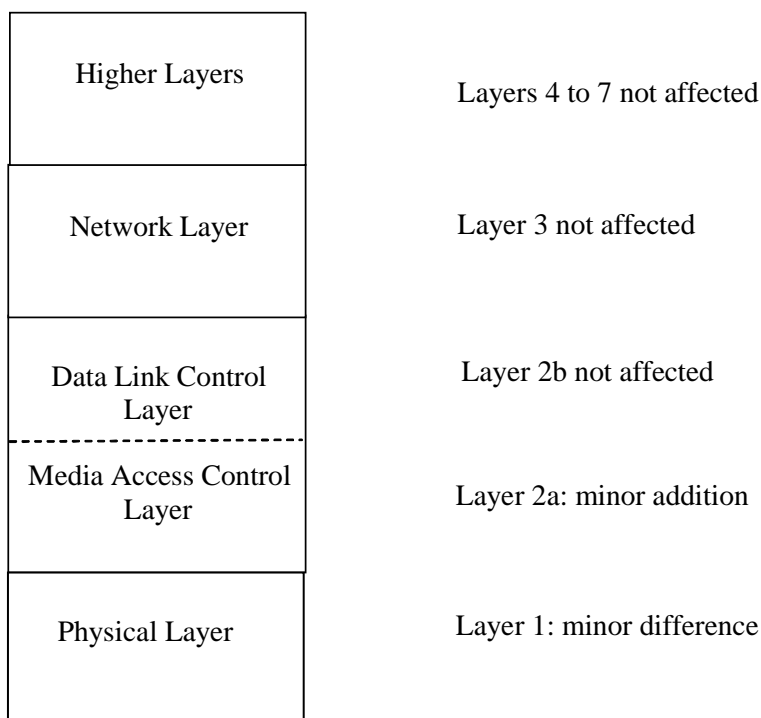 Higher Layers
Layers 4 to 7 not affected
Network Layer
Layer 3 not affected
Data Link Control
Layer
Layer 2b not affected
Media Access Control
Layer
Layer 2a: minor addition
Physical Layer
Layer 1: minor difference